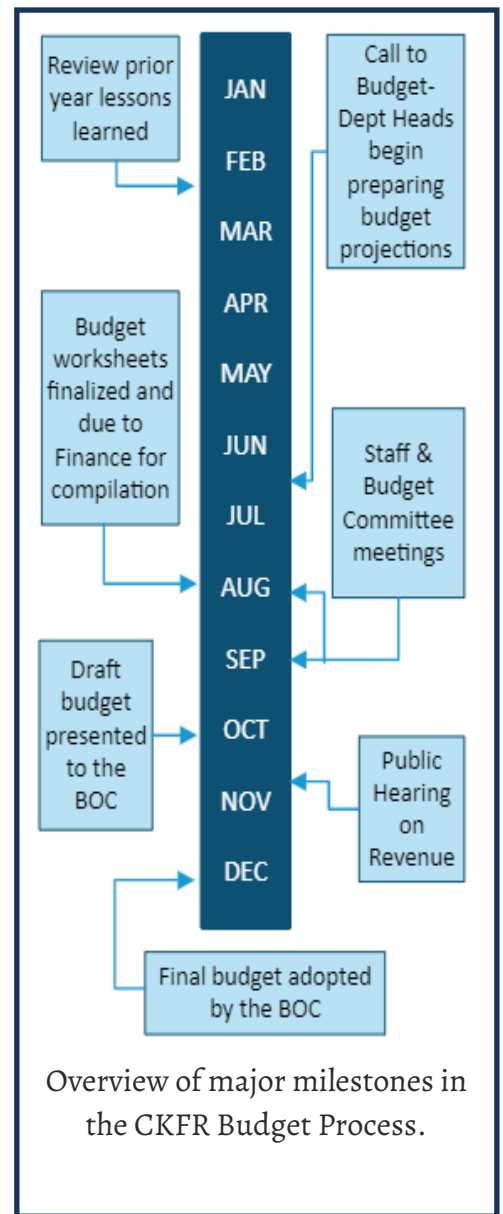 Review prior
year lessons
learned
Call to
Budget-
Dept Heads
begin
preparing
budget
projections
JAN
FEB
MAR
APR
MAY
JUN
JUL
AUG
SEP
OCT
NOV
DEC
Budget
worksheets
finalized and
due to
Finance for
compilation
Staff &
Budget
Committee
meetings
Draft
budget
presented
to the
BOC
Public
Hearing
on
Revenue
Final budget adopted
by the BOC
Overview of major milestones in
the CKFR Budget Process.